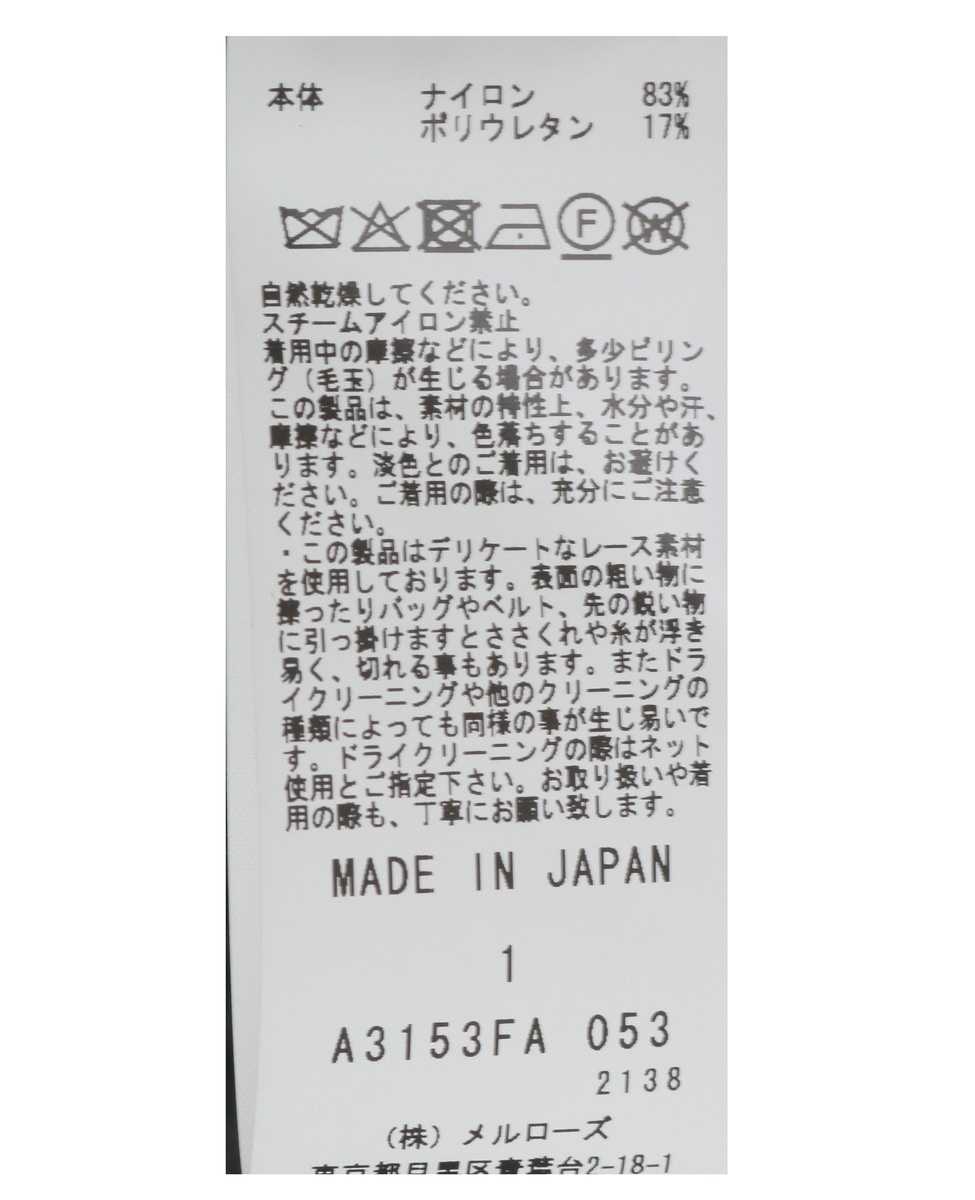 本体 ナイロン 83%
ポリウレタン 17%
F
W
自然乾燥してください。
スチームアイロン禁止
着用中の摩擦などにより、多少ピリン
グ（毛玉）が生じる場合があります。
この製品は、素材の特性上、水分や汗、
摩擦などにより、色落ちすることがあ
ります。淡色とのご着用は、お避けく
ださい。ご着用の際は、充分にご注意
ください。
・この製品はデリケートなレース素材
を使用しております。表面の粗い物に
擦ったりバッグやベルト、先の鋭い物
に引っ掛けますとささくれや糸が浮き
易く、切れる事もあります。またドラ
イクリーニングや他のクリーニングの
種類によっても同様の事が生じ易いで
す。ドライクリーニングの際はネット
使用とご指定下さい。お取り扱いや着
用の際も、丁寧にお願い致します。
MADE IN JAPAN
1
A3153FA 053
2138
（株）メルローズ
東京都目黒区青葉台2-18-1